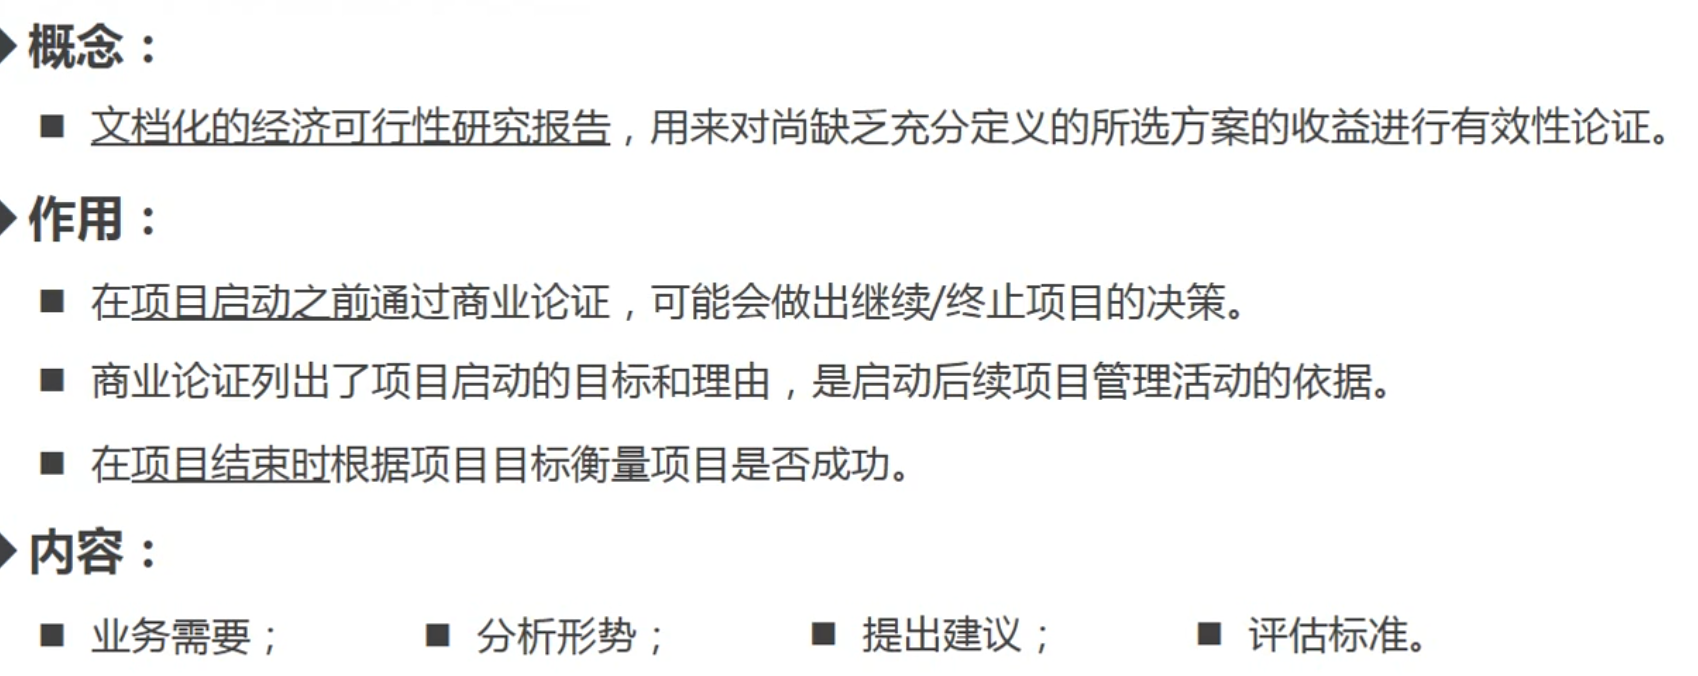 ◆概念：
■ 文档化的经济可行性研究报告，用来对尚缺乏充分定义的所选方案的收益进行有效性论证。
◆作用：
■ 在项目启动之前通过商业论证，可能会做出继续/终止项目的决策。
■ 商业论证列出了项目启动的目标和理由，是启动后续项目管理活动的依据。
■ 在项目结束时根据项目目标衡量项目是否成功。
◆内容：
■ 业务需要； ■ 分析形势； ■ 提出建议； ■ 评估标准。